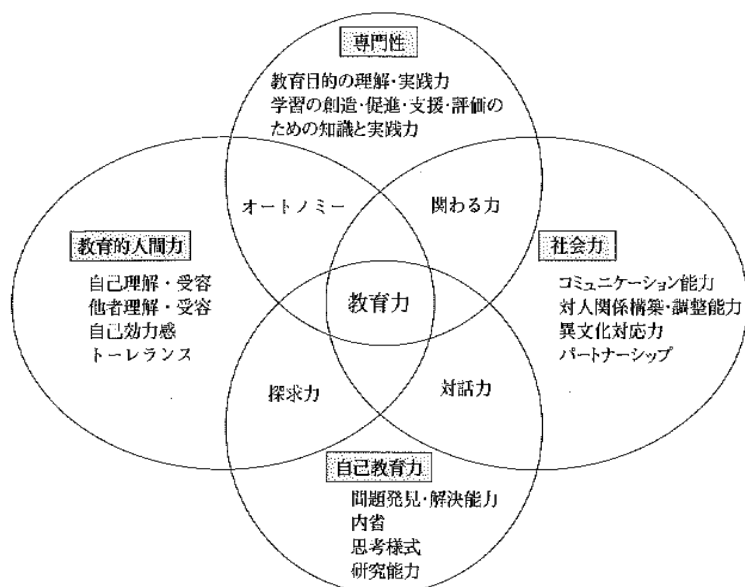 専門性
教育目的の理解・実践力
学習の創造・促進・支援・評価の
ための知識と実践力
オートノミー
関わる力
教育的人間力
自己理解・受容
他者理解・受容
自己効力感
トーレランス
社会力
コミュニケーション能力
対人関係構築・調整能力
異文化対応力
パートナーシップ
教育力
探求力
対話力
自己教育力
問題発見・解決能力
内省
思考様式
研究能力